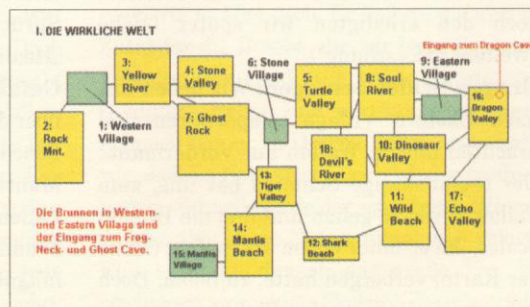 I. DIE WIRKLICHE WELT
Eingang zum Dragon Cave
3:
Yellow
River
4: Stone
Valley
6: Stone
Village
5:
Turtle
Valley
8: Soul
River
9: Eastern
Village
16:
Dragon
Valley
2:
Rock
Mnt.
1: Western
Village
7: Ghost
Rock
18:
Devil's
River
10: Dinosaur
Valley
13:
Tiger
Valley
Die Brunnen in Western-
und Eastern Village sind
der Eingang zum Frog-,
Neck- und Ghost Cave.
14:
Mantis
Beach
15: Mantis
Village
12: Shark
Beach
11:
Wild
Beach
17:
Echo
Valley